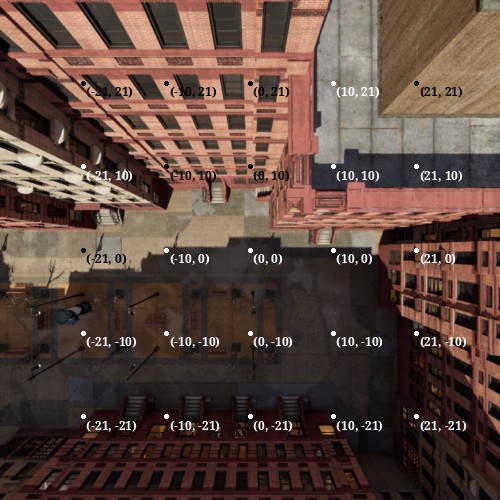 (-21, 21) (-10, 21) (0, 21) (10, 21) (21, 21)
(-21, 10) (-10, 10) (0, 10) (10, 10) (21, 10)
(-21, 0) (-10, 0) (0, 0) (10, 0) (21, 0)
(-21, -10) (-10, -10) (0, -10) (10, -10) (21, -10)
(-21, -21) (-10, -21) (0, -21) (10, -21) (21, -21)